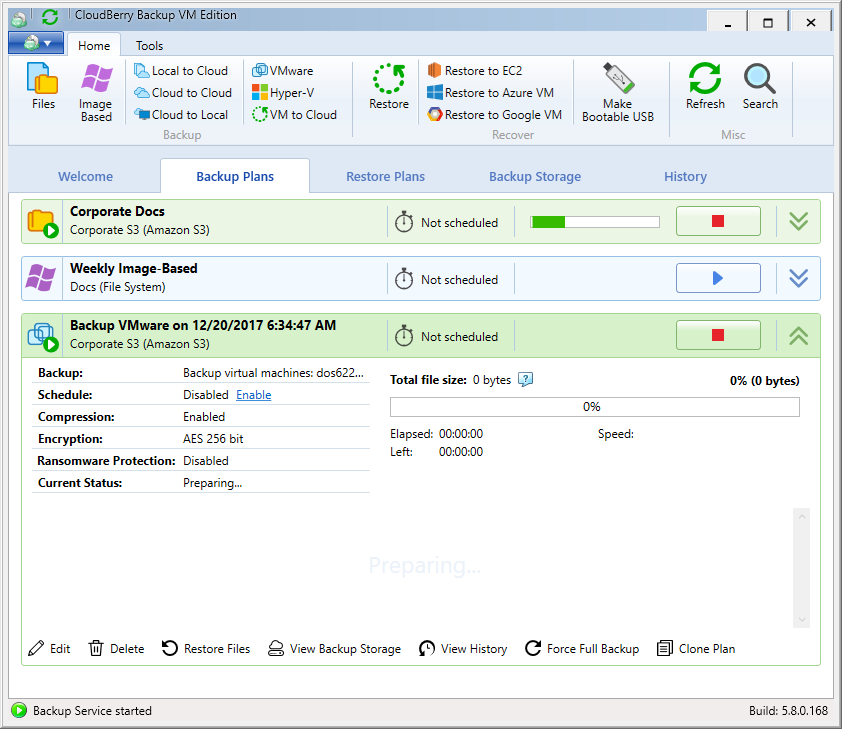 CloudBerry Backup VM Edition
Home Tools
Files
Image Based
Local to Cloud
Cloud to Cloud
Cloud to Local
Backup
VMware
Hyper-V
VM to Cloud
Restore
Restore to EC2
Restore to Azure VM
Restore to Google VM
Recover
Make Bootable USB
Refresh
Search
Misc
Welcome Backup Plans Restore Plans Backup Storage History
Corporate Docs
Corporate S3 (Amazon S3)
Not scheduled
Weekly Image-Based
Docs (File System)
Not scheduled
Backup VMware on 12/20/2017 6:34:47 AM
Corporate S3 (Amazon S3)
Not scheduled
Backup: Backup virtual machines: dos622...
Schedule: Disabled Enable
Compression: Enabled
Encryption: AES 256 bit
Ransomware Protection: Disabled
Current Status: Preparing...
Total file size: 0 bytes ? 0% (0 bytes)
0%
Elapsed: 00:00:00 Speed:
Left: 00:00:00
Preparing...
Edit Delete Restore Files View Backup Storage View History Force Full Backup Clone Plan
Backup Service started Build: 5.8.0.168